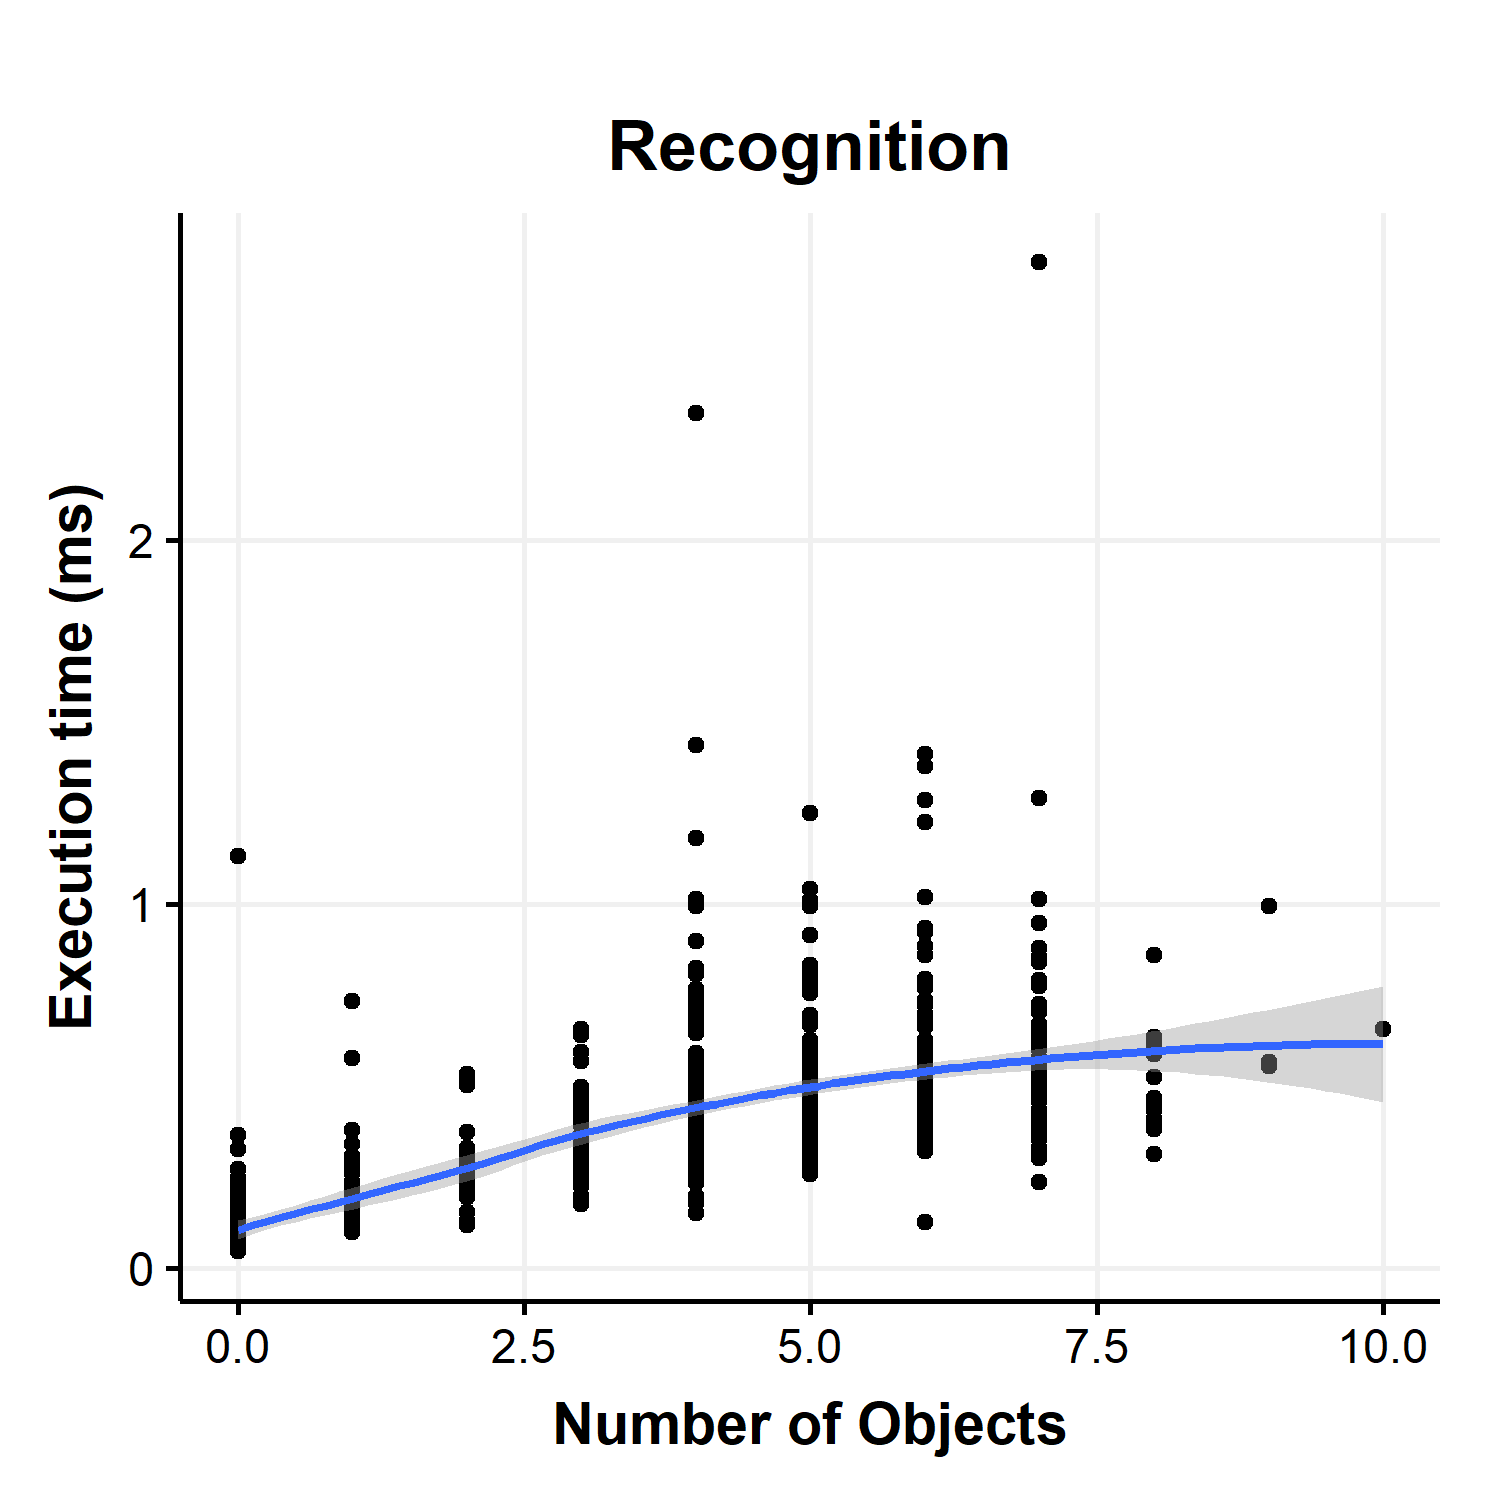 Recognition
Execution time (ms)
2
1
0
0.0 2.5 5.0 7.5 10.0
Number of Objects